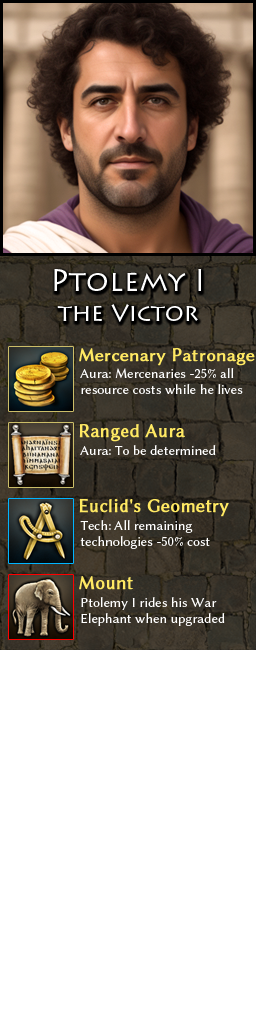 Ptolemy I
the Victor
Mercenary Patronage
Aura: Mercenaries -25% all
resource costs while he lives
Ranged Aura
Aura: To be determined
Euclid's Geometry
Tech: All remaining
technologies -50% cost
Mount
Ptolemy I rides his War
Elephant when upgraded